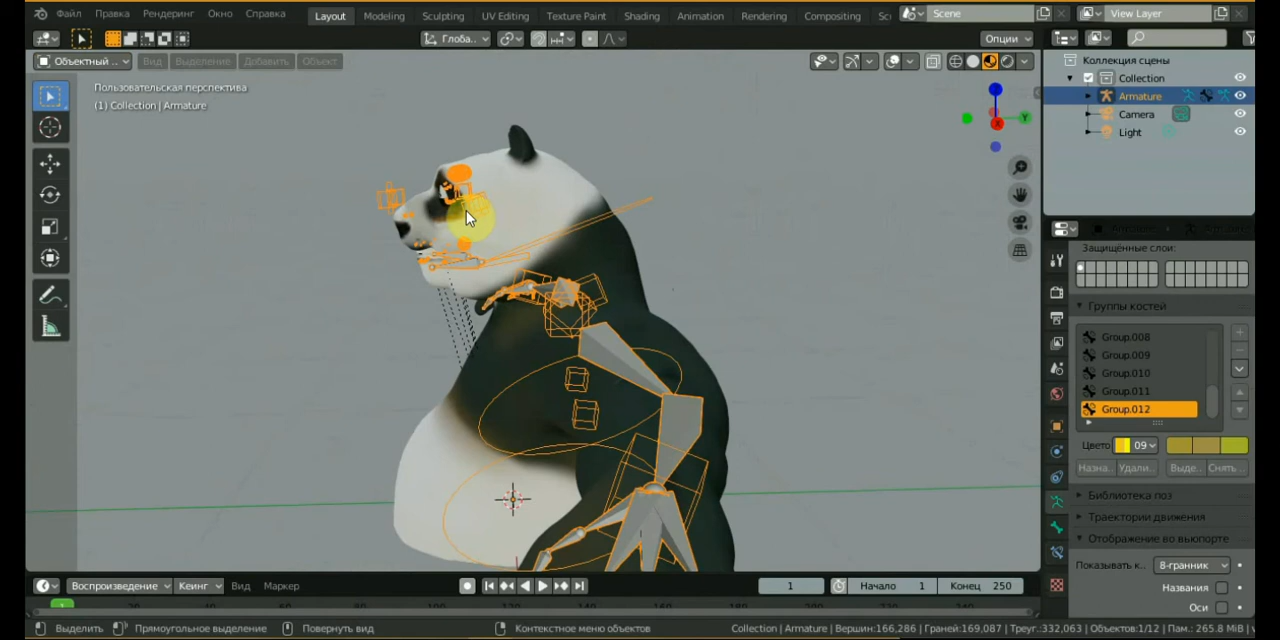 Файл Правка Рендеринг Окно Справка Layout Modeling Sculpting UV Editing Texture Paint Shading Animation Rendering Compositing Sc Scene View Layer
Глоба.. Опции
Объектный .. Вид Выделение Добавить Объект
Пользовательская перспектива
(1) Collection | Armature
X
Y
Коллекция сцены
Collection
Armature
Camera
Light
Защищённые слои:
Группы костей
Group.008
Group.009
Group.010
Group.011
Group.012
Цвето 09
Назна.. Удали.. Выде.. Снять ..
Библиотека поз
Траектории движения
Отображение во вьюпорте
Показывать к.. 8-гранник
Названия
Оси
Воспроизведение Кеинг Вид Маркер 1 Начало 1 Конец 250
1
Выделить Прямоугольное выделение Повернуть вид Контекстное меню объектов Collection | Armature | Вершин:166,286 | Граней:169,087 | Треуг.:332,063 | Объектов:1/12 | Пам.: 265.8 MiB | v